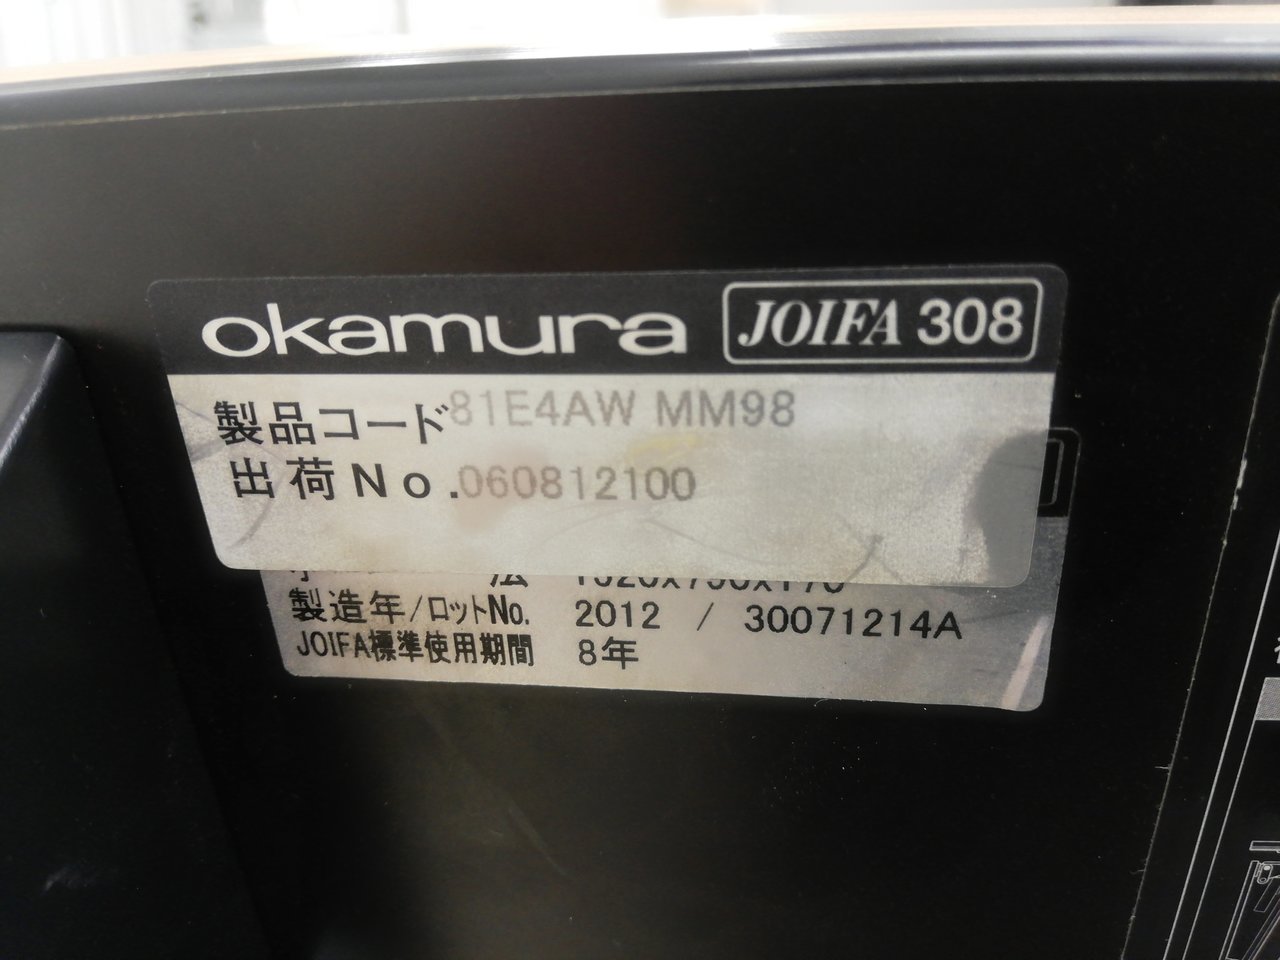 okamura JOIFA 308
製品コード 81E4AW MM98
出荷No. 060812100
法
製造年/ロットNo. 2012 / 30071214A
JOIFA標準使用期間 8年